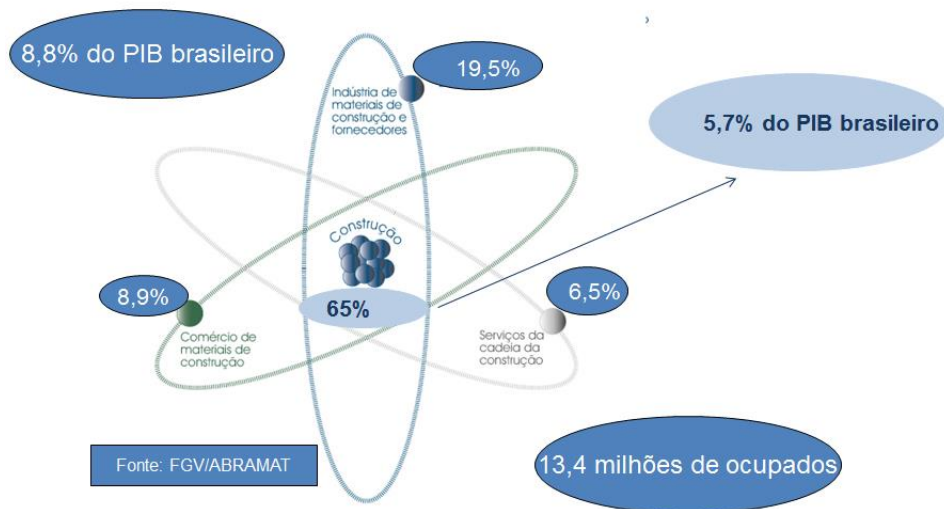 8,8% do PIB brasileiro
19,5%
Indústria de
materiais de
construção e
fornecedores
5,7% do PIB brasileiro
Construção
8,9%
65%
6,5%
Comércio de
materiais de
construção
Serviços da
cadeia da
construção
Fonte: FGV/ABRAMAT
13,4 milhões de ocupados